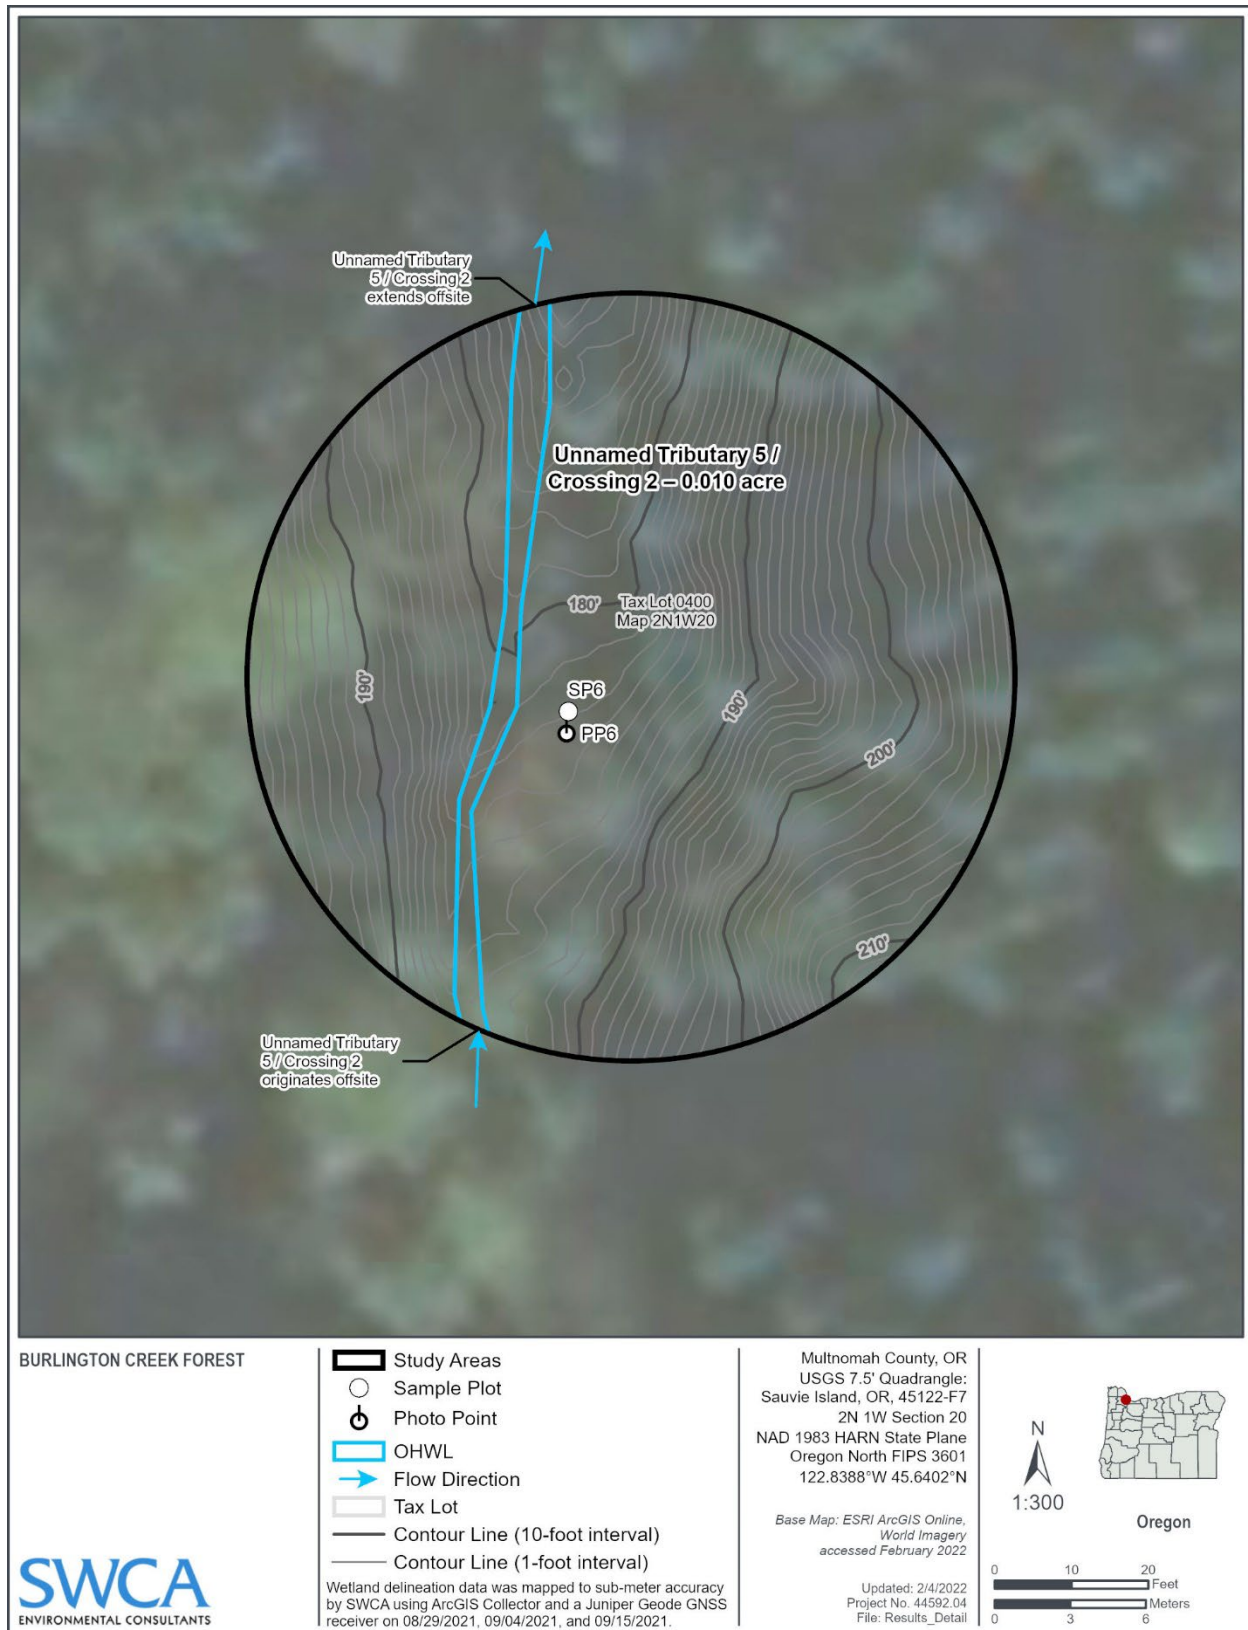 Unnamed Tributary
5 / Crossing 2
extends offsite
Unnamed Tributary 5 /
Crossing 2 – 0.010 acre
180'
Tax Lot 0400
Map 2N1W20
190'
SP6
PP6
190'
200'
210'
Unnamed Tributary
5 / Crossing 2
originates offsite
BURLINGTON CREEK FOREST
SWCA
ENVIRONMENTAL CONSULTANTS
Study Areas
Sample Plot
Photo Point
OHWL
Flow Direction
Tax Lot
Contour Line (10-foot interval)
Contour Line (1-foot interval)
Wetland delineation data was mapped to sub-meter accuracy
by SWCA using ArcGIS Collector and a Juniper Geode GNSS
receiver on 08/29/2021, 09/04/2021, and 09/15/2021.
Multnomah County, OR
USGS 7.5' Quadrangle:
Sauvie Island, OR, 45122-F7
2N 1W Section 20
NAD 1983 HARN State Plane
Oregon North FIPS 3601
122.8388°W 45.6402°N
Base Map: ESRI ArcGIS Online,
World Imagery
accessed February 2022
Updated: 2/4/2022
Project No. 44592.04
File: Results_Detail
N
1:300
Oregon
0 10 20
Feet
Meters
0 3 6